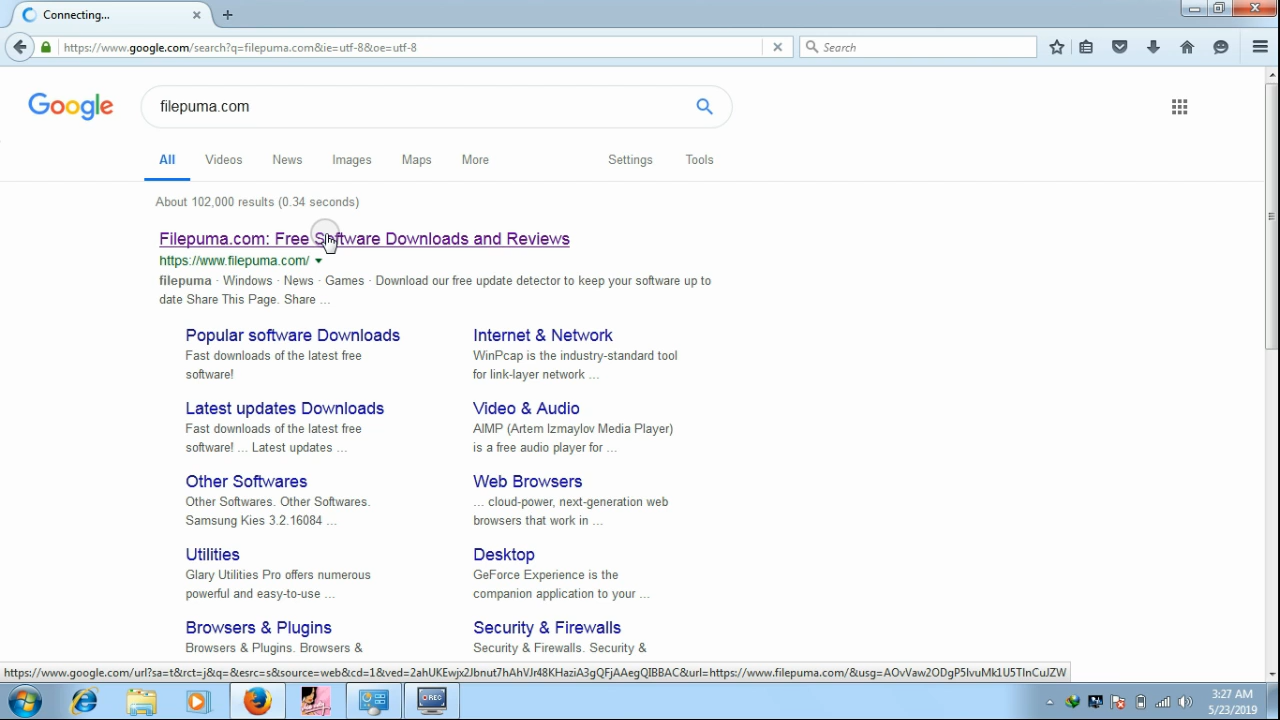 Connecting...
https://www.google.com/search?q=filepuma.com&ie=utf-8&oe=utf-8
Search
Google
filepuma.com
All Videos News Images Maps More Settings Tools
About 102,000 results (0.34 seconds)
Filepuma.com: Free Software Downloads and Reviews
https://www.filepuma.com/
filepuma · Windows · News · Games · Download our free update detector to keep your software up to
date Share This Page. Share ...
Popular software Downloads
Fast downloads of the latest free
software!
Internet & Network
WinPcap is the industry-standard tool
for link-layer network ...
Latest updates Downloads
Fast downloads of the latest free
software! ... Latest updates ...
Video & Audio
AIMP (Artem Izmaylov Media Player)
is a free audio player for ...
Other Softwares
Other Softwares. Other Softwares.
Samsung Kies 3.2.16084 ...
Web Browsers
... cloud-power, next-generation web
browsers that work in ...
Utilities
Glary Utilities Pro offers numerous
powerful and easy-to-use ...
Desktop
GeForce Experience is the
companion application to your ...
Browsers & Plugins
Browsers & Plugins. Browsers &
Security & Firewalls
Security & Firewalls. Security &
https://www.google.com/url?sa=t&rct=j&q=&esrc=s&source=web&cd=1&ved=2ahUKEwjx2Jbnut7hAhVJr48KHaziA3gQFjAAegQIBBAC&url=https://www.filepuma.com/&usg=AOvVaw2ODgP5lvuMk1U5TInCuJZW
REC
3:27 AM
5/23/2019